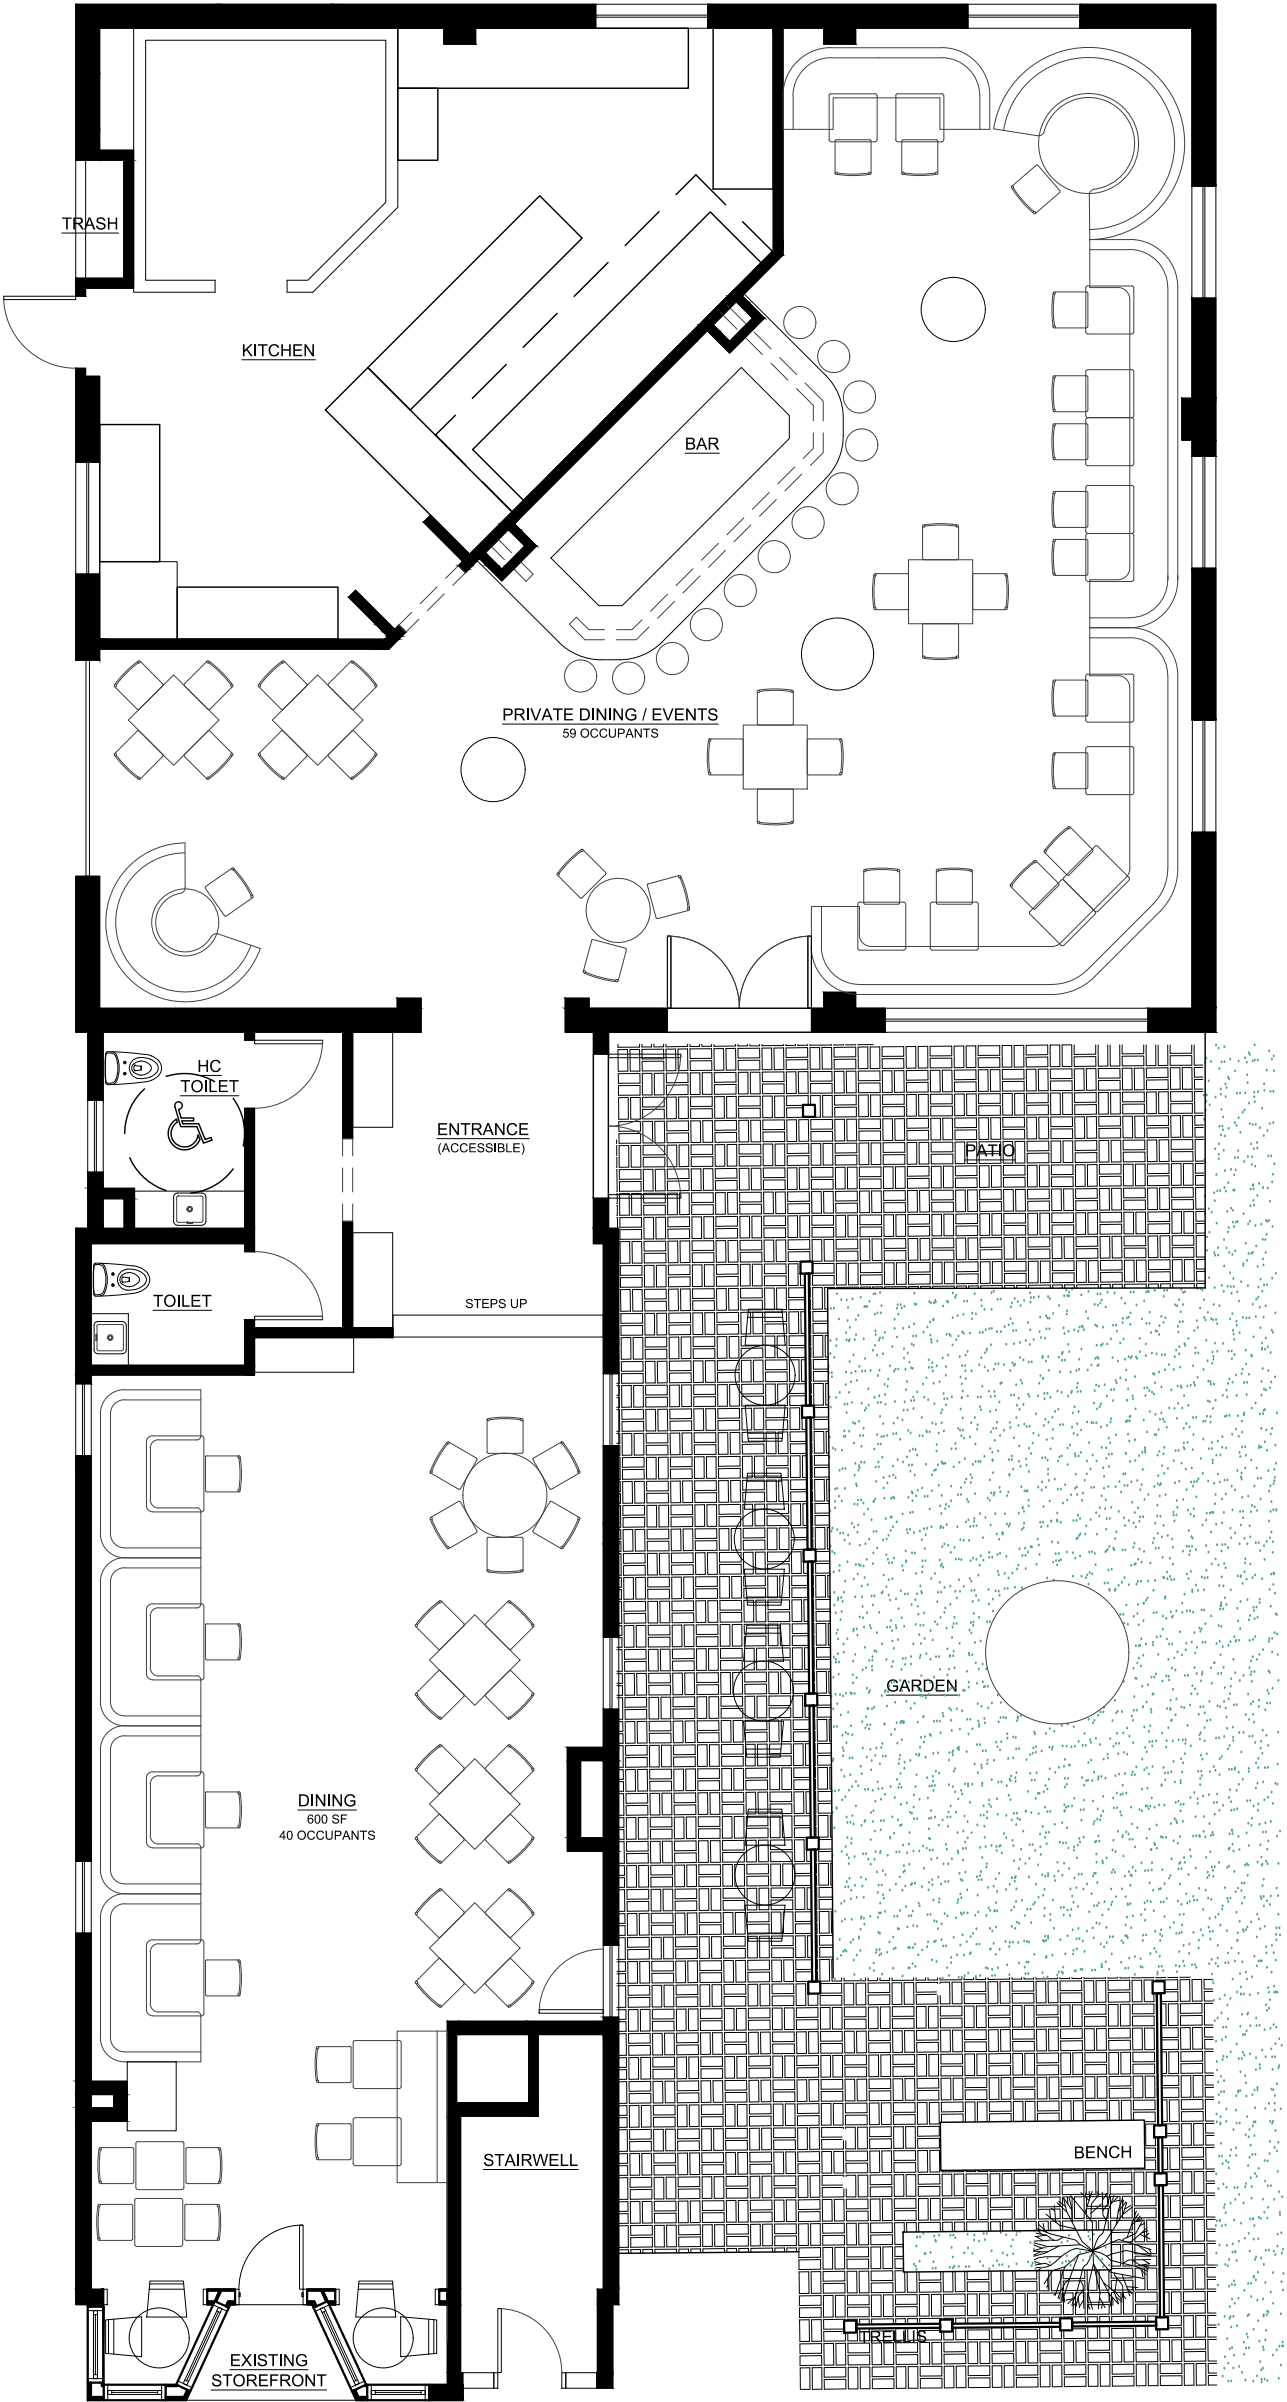 TRASH
KITCHEN
BAR
PRIVATE DINING / EVENTS
59 OCCUPANTS
HC
TOILET
ENTRANCE
(ACCESSIBLE)
PATIO
TOILET
STEPS UP
GARDEN
DINING
600 SF
40 OCCUPANTS
BENCH
STAIRWELL
TRELLIS
EXISTING
STOREFRONT